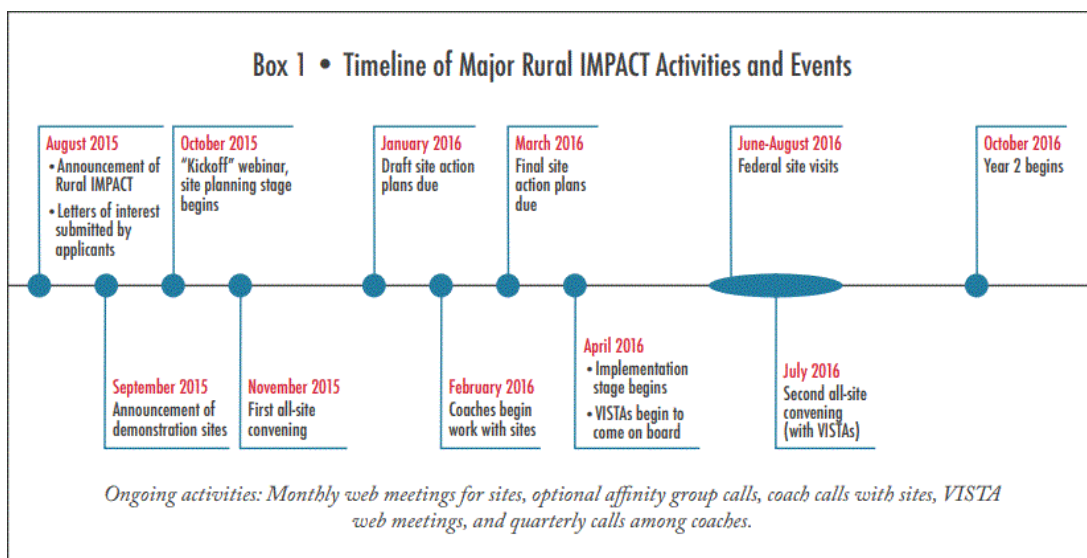 Box 1 • Timeline of Major Rural IMPACT Activities and Events
August 2015
• Announcement of
Rural IMPACT
• Letters of interest
submitted by
applicants
October 2015
“Kickoff” webinar,
site planning stage
begins
January 2016
Draft site action
plans due
March 2016
Final site
action plans
due
June-August 2016
Federal site visits
October 2016
Year 2 begins
September 2015
Announcement of
demonstration sites
November 2015
First all-site
convening
February 2016
Coaches begin
work with sites
April 2016
• Implementation
stage begins
• VISTAs begin to
come on board
July 2016
Second all-site
convening
(with VISTAs)
Ongoing activities: Monthly web meetings for sites, optional affinity group calls, coach calls with sites, VISTA
web meetings, and quarterly calls among coaches.